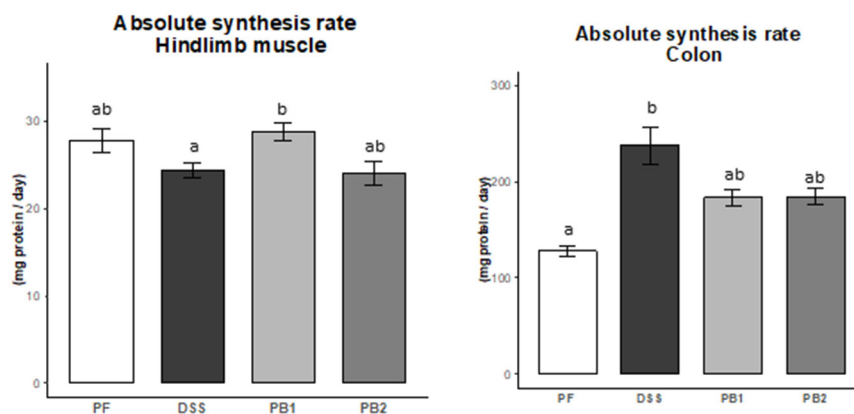 Absolute synthesis rate
Hindlimb muscle
(mg protein / day)
30
20
10
0
ab
a
b
ab
PF DSS PB1 PB2
Absolute synthesis rate
Colon
(mg protein / day)
300
200
100
0
a
b
ab
ab
PF DSS PB1 PB2